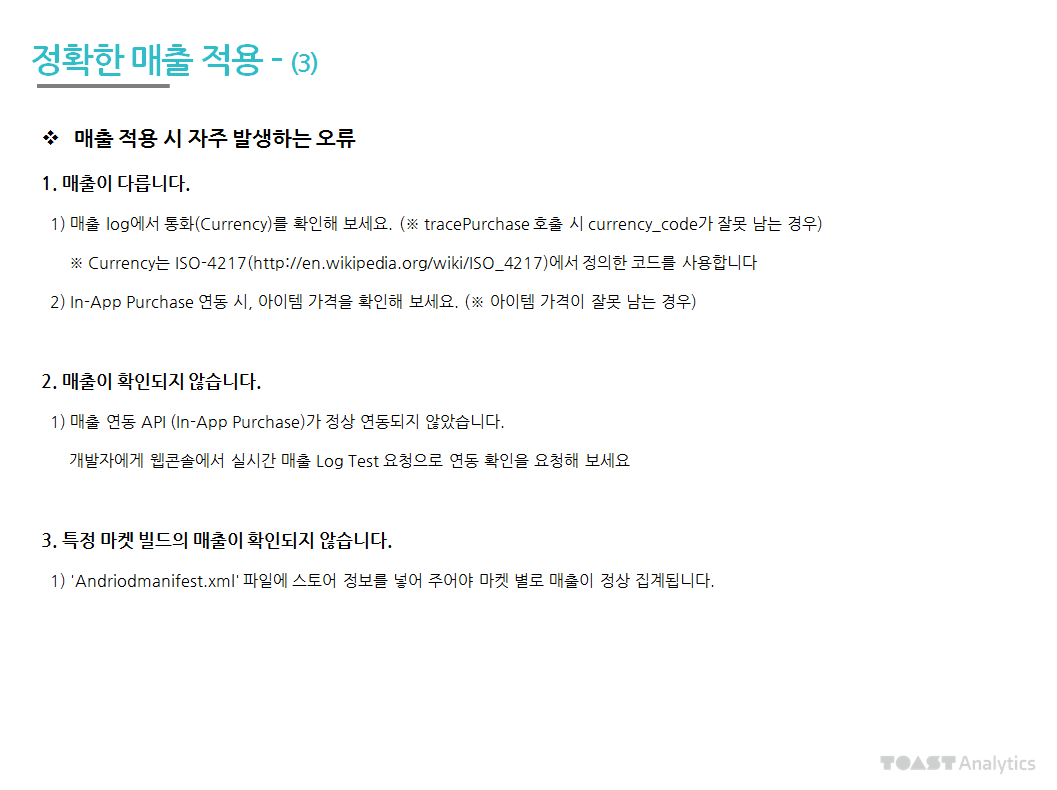 정확한 매출 적용 - (3)
❖ 매출 적용 시 자주 발생하는 오류
1. 매출이 다릅니다.
1) 매출 log에서 통화(Currency)를 확인해 보세요. (※ tracePurchase 호출 시 currency_code가 잘못 남는 경우)
※ Currency는 ISO-4217(http://en.wikipedia.org/wiki/ISO_4217)에서 정의한 코드를 사용합니다
2) In-App Purchase 연동 시, 아이템 가격을 확인해 보세요. (※ 아이템 가격이 잘못 남는 경우)
2. 매출이 확인되지 않습니다.
1) 매출 연동 API (In-App Purchase)가 정상 연동되지 않았습니다.
개발자에게 웹콘솔에서 실시간 매출 Log Test 요청으로 연동 확인을 요청해 보세요
3. 특정 마켓 빌드의 매출이 확인되지 않습니다.
1) 'Andriodmanifest.xml' 파일에 스토어 정보를 넣어 주어야 마켓 별로 매출이 정상 집계됩니다.
TOAST Analytics